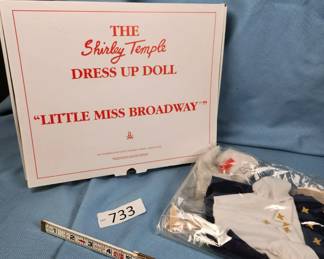 THE
Shirley Temple
DRESS UP DOLL
"LITTLE MISS BROADWAY"
733